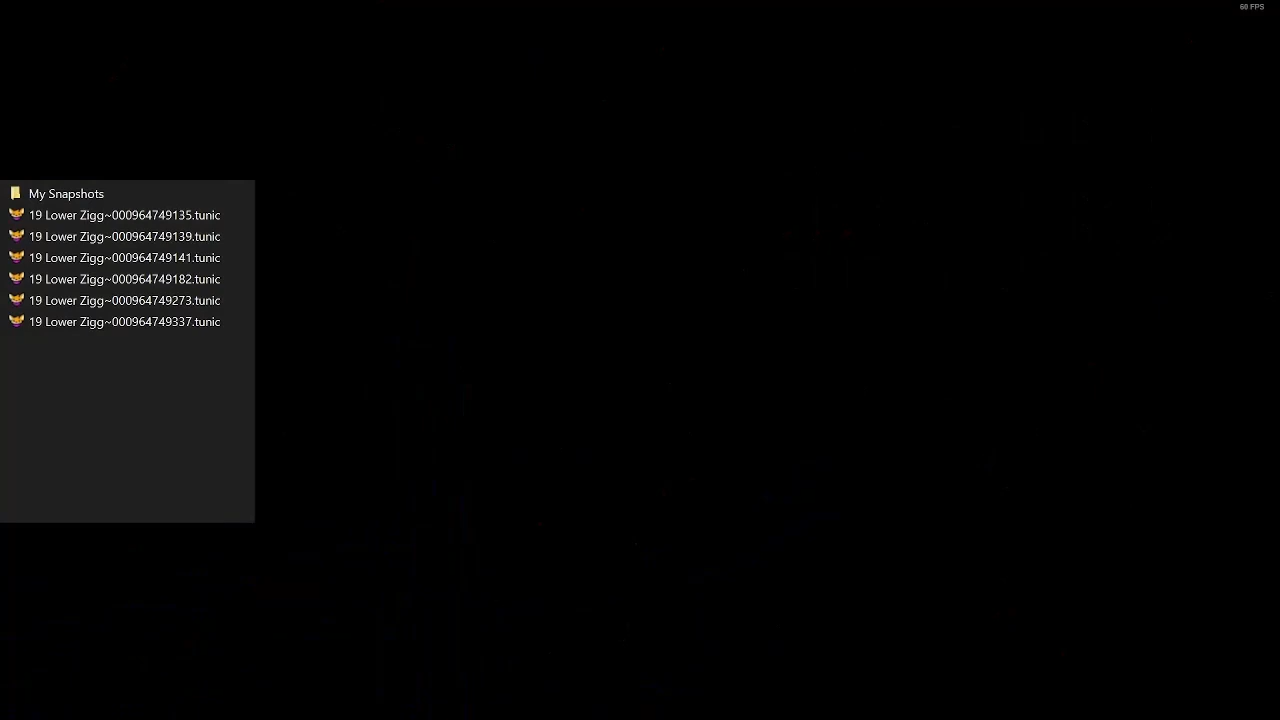 60 FPS
My Snapshots
19 Lower Zigg~000964749135.tunic
19 Lower Zigg~000964749139.tunic
19 Lower Zigg~000964749141.tunic
19 Lower Zigg~000964749182.tunic
19 Lower Zigg~000964749273.tunic
19 Lower Zigg~000964749337.tunic